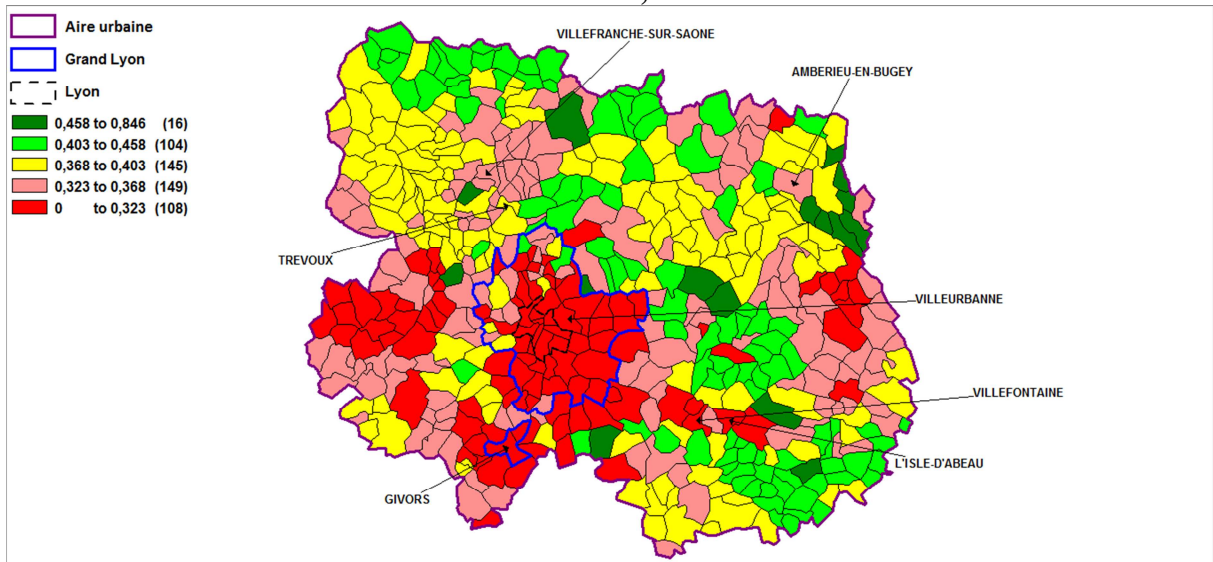 Aire urbaine
Grand Lyon
Lyon
0,458 to 0,846 (16)
0,403 to 0,458 (104)
0,368 to 0,403 (145)
0,323 to 0,368 (149)
0 to 0,323 (108)
VILLEFRANCHE-SUR-SAONE
AMBERIEU-EN-BUGEY
TREVOUX
VILLEURBANNE
VILLEFONTAINE
L'ISLE-D'ABEAU
GIVORS